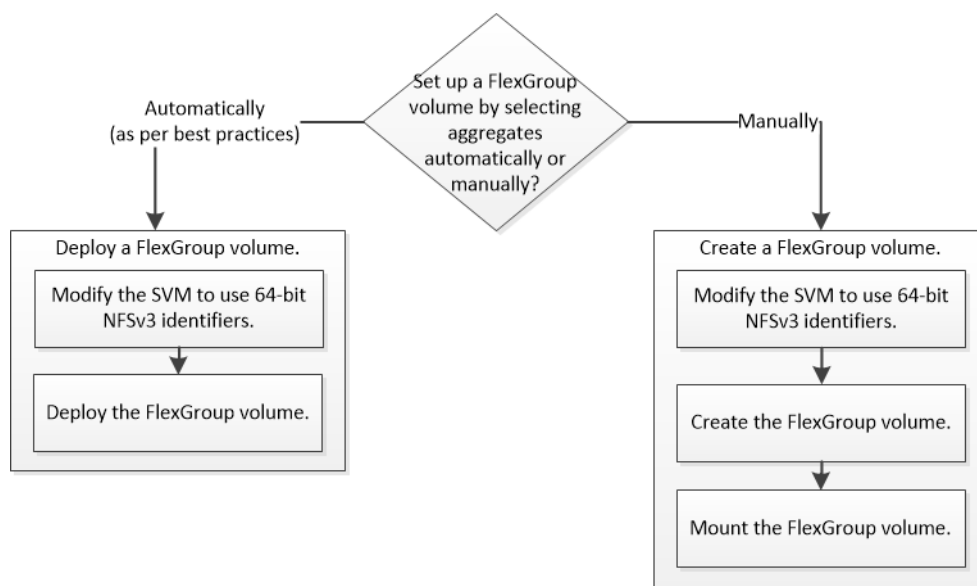 Set up a FlexGroup
volume by selecting
aggregates
automatically or
manually?
Automatically
(as per best practices)
Manually
Deploy a FlexGroup volume.
Modify the SVM to use 64-bit
NFSv3 identifiers.
Deploy the FlexGroup volume.
Create a FlexGroup volume.
Modify the SVM to use 64-bit
NFSv3 identifiers.
Create the FlexGroup volume.
Mount the FlexGroup volume.